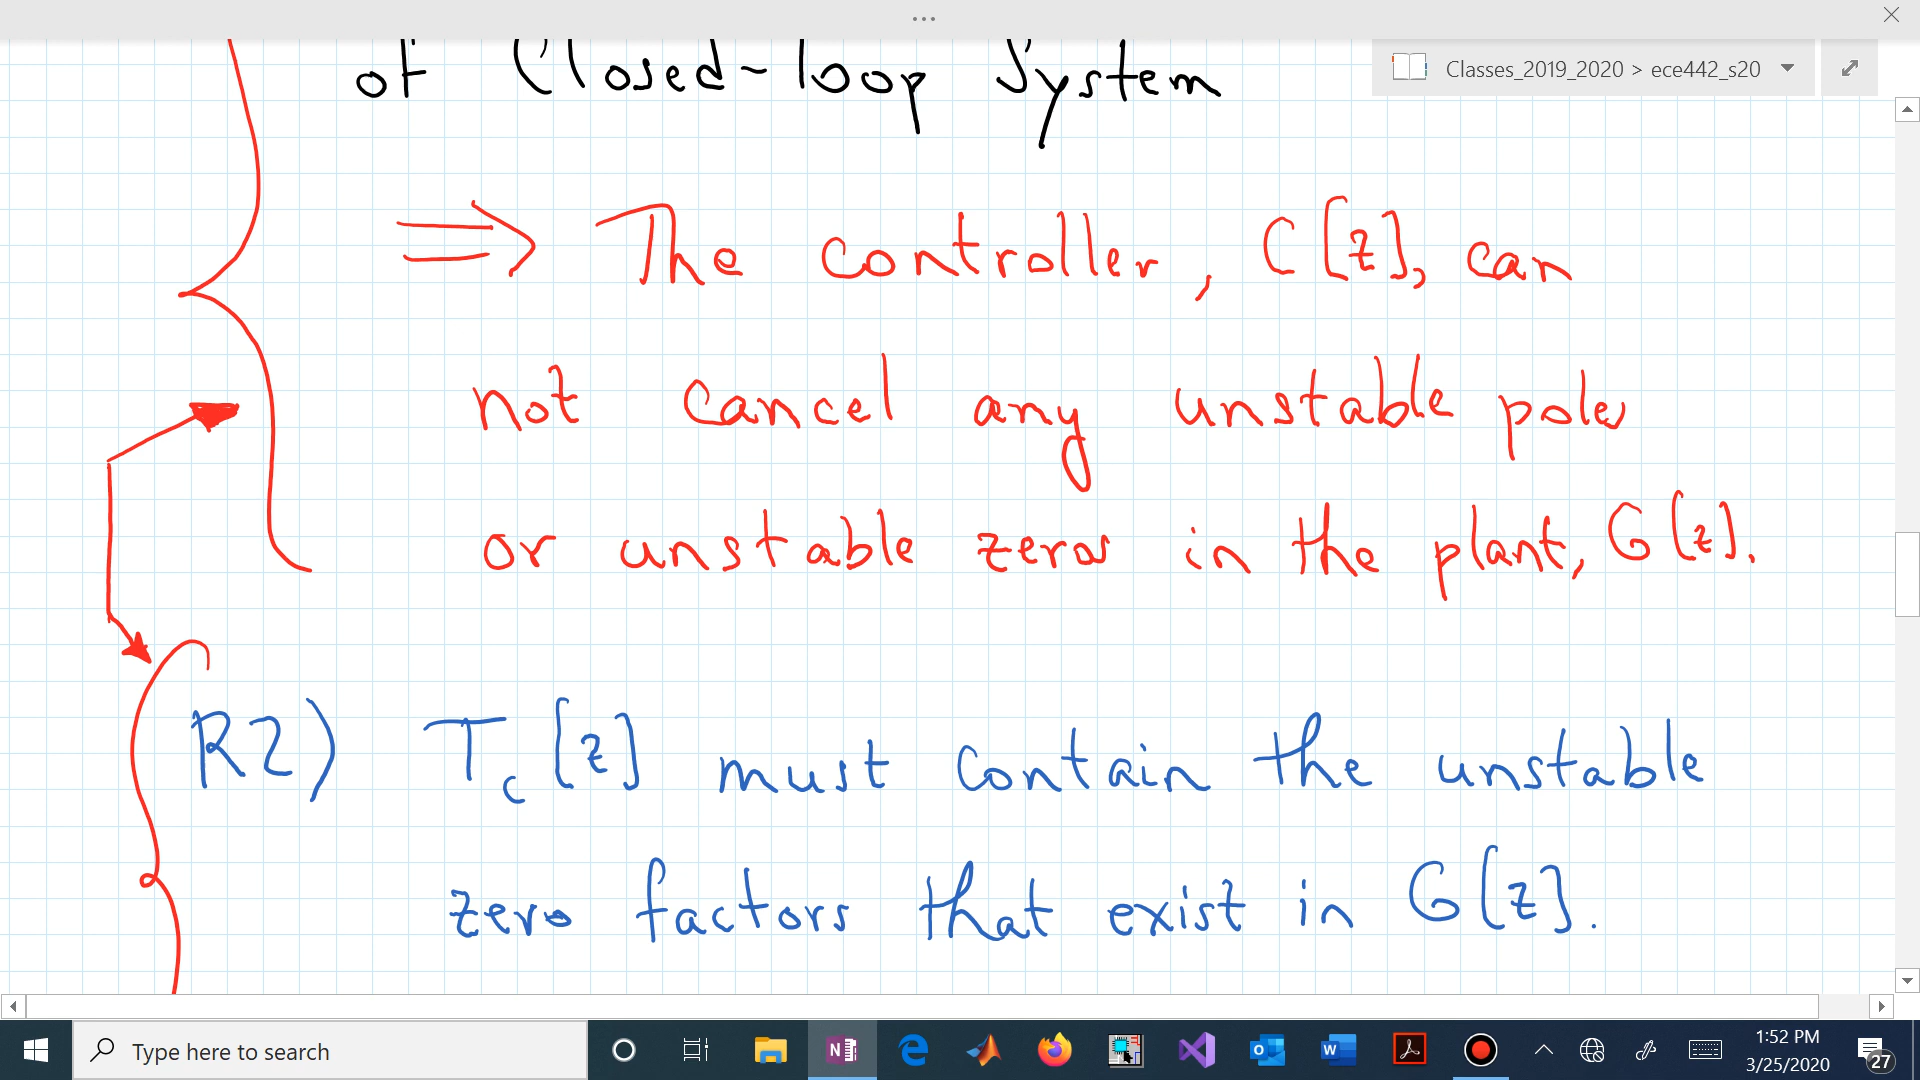 of Closed-loop System
Classes_2019_2020 > ece442_s20
⇒ The controller, C[z], can
not cancel any unstable poles
or unstable zeros in the plant, G[z].
R2) Tc[z] must contain the unstable
zero factors that exist in G[z].
Type here to search
1:52 PM
3/25/2020
27